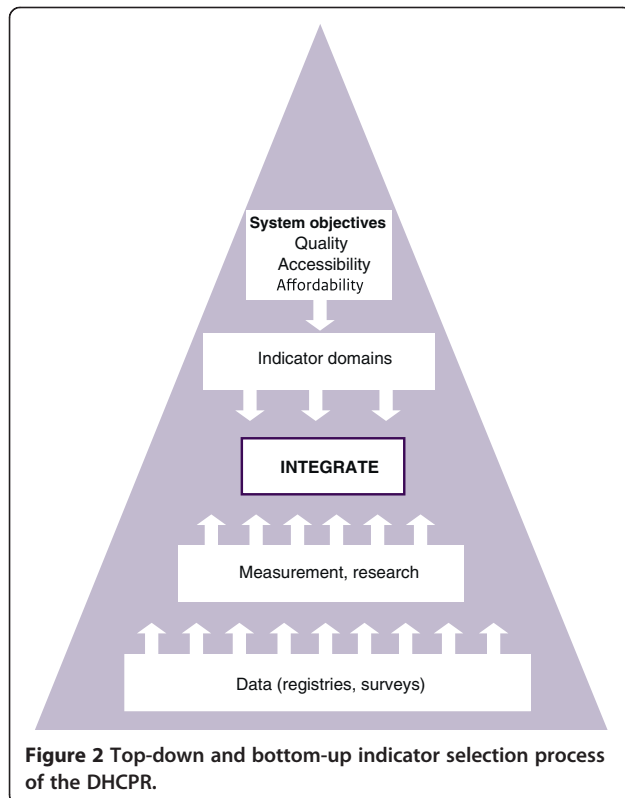 System objectives
Quality
Accessibility
Affordability
Indicator domains
INTEGRATE
Measurement, research
Data (registries, surveys)
Figure 2 Top-down and bottom-up indicator selection process
of the DHCPR.